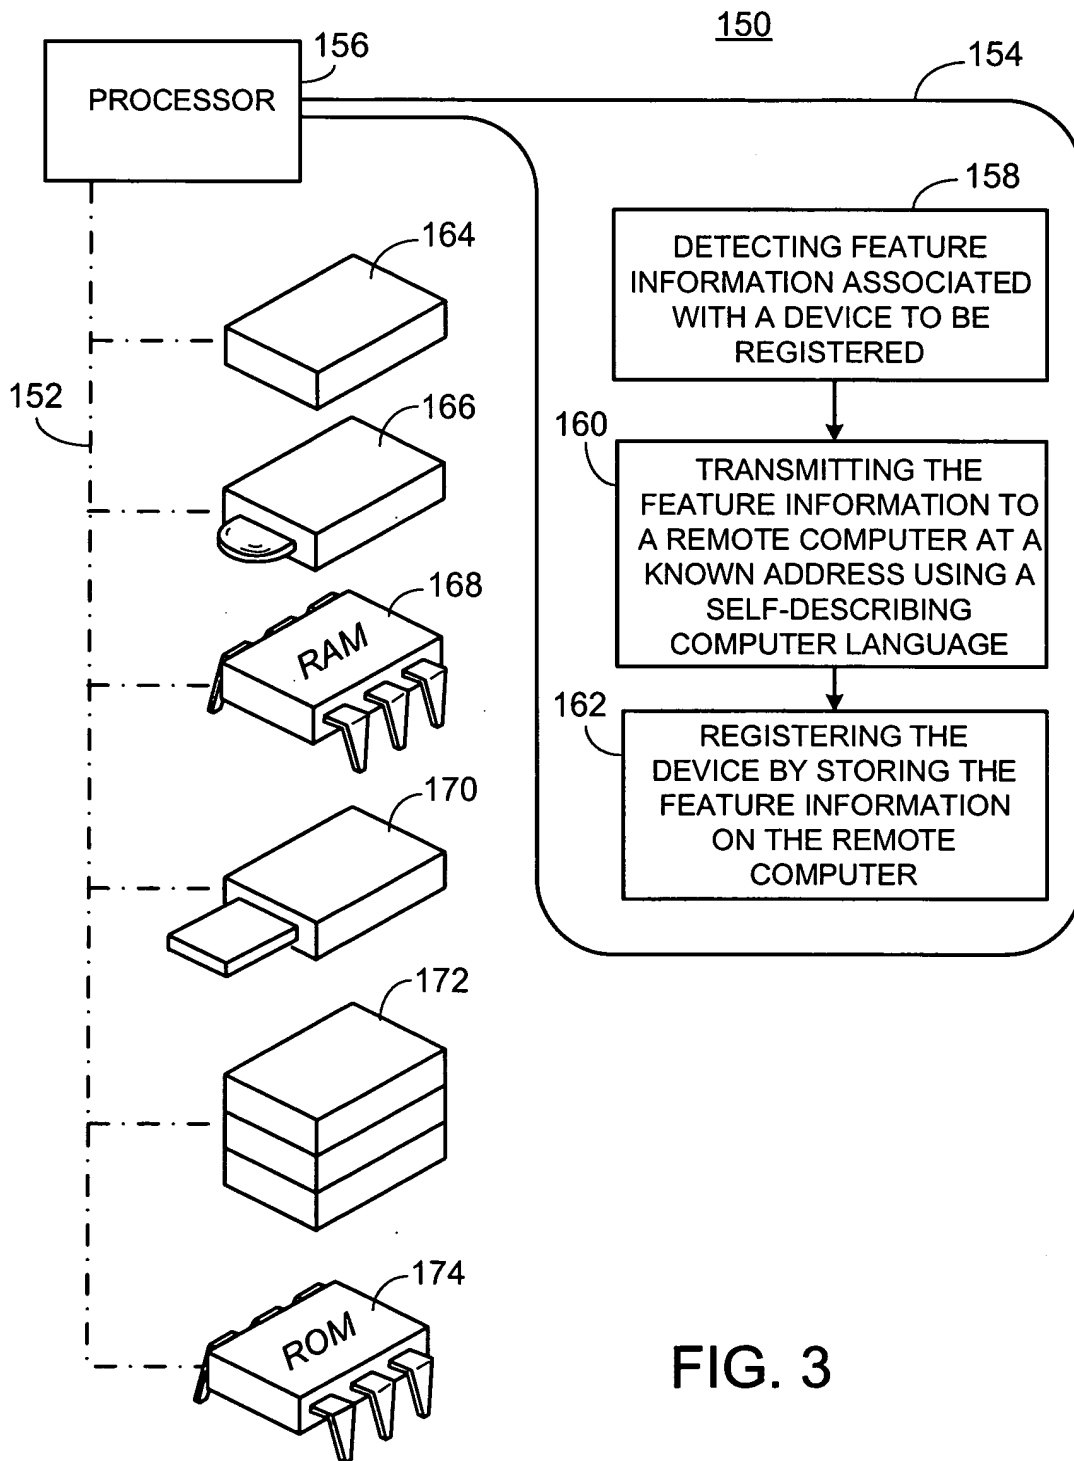 150
156
154
PROCESSOR
158
DETECTING FEATURE
INFORMATION ASSOCIATED
WITH A DEVICE TO BE
REGISTERED
164
152
166
160
TRANSMITTING THE
FEATURE INFORMATION TO
A REMOTE COMPUTER AT A
KNOWN ADDRESS USING A
SELF-DESCRIBING
COMPUTER LANGUAGE
168
RAM
162
REGISTERING THE
DEVICE BY STORING THE
FEATURE INFORMATION
ON THE REMOTE
COMPUTER
170
172
174
ROM
FIG. 3